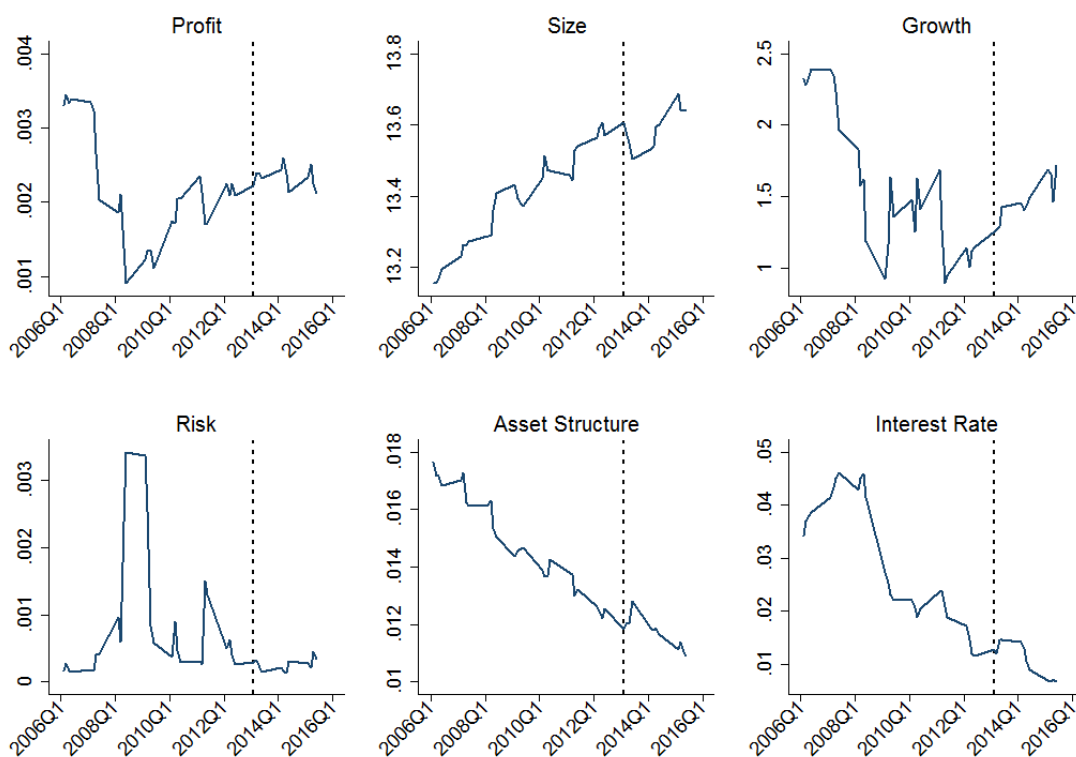 Profit
.004
.003
.002
.001
2006Q1
2008Q1
2010Q1
2012Q1
2014Q1
2016Q1
Size
13.8
13.6
13.4
13.2
2006Q1
2008Q1
2010Q1
2012Q1
2014Q1
2016Q1
Growth
2.5
2
1.5
1
2006Q1
2008Q1
2010Q1
2012Q1
2014Q1
2016Q1
Risk
.003
.002
.001
0
2006Q1
2008Q1
2010Q1
2012Q1
2014Q1
2016Q1
Asset Structure
.018
.016
.014
.012
.01
2006Q1
2008Q1
2010Q1
2012Q1
2014Q1
2016Q1
Interest Rate
.05
.04
.03
.02
.01
2006Q1
2008Q1
2010Q1
2012Q1
2014Q1
2016Q1